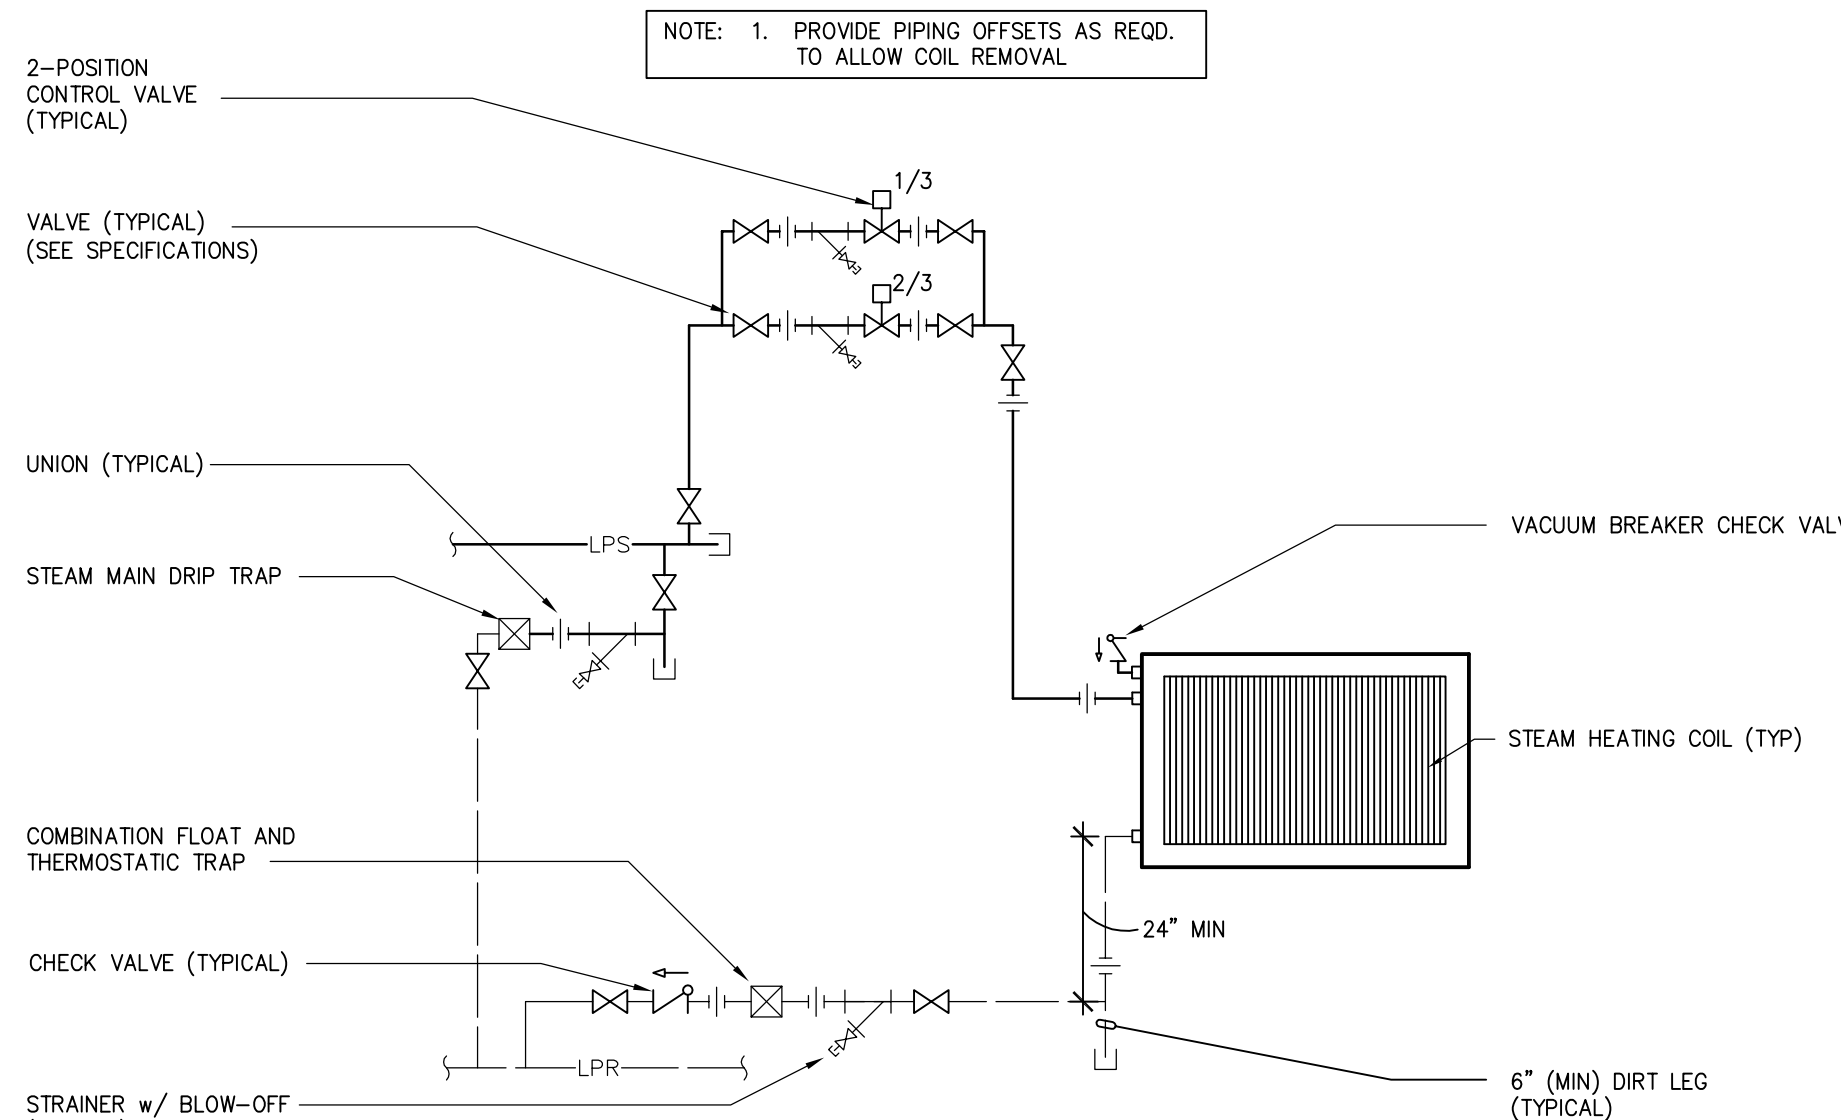 NOTE: 1. PROVIDE PIPING OFFSETS AS REQD.
TO ALLOW COIL REMOVAL
2-POSITION
CONTROL VALVE
(TYPICAL)
1/3
VALVE (TYPICAL)
(SEE SPECIFICATIONS)
2/3
UNION (TYPICAL)
VACUUM BREAKER CHECK
LPS
STEAM MAIN DRIP TRAP
STEAM HEATING COIL (TYP)
COMBINATION FLOAT AND
THERMOSTATIC TRAP
24" MIN
CHECK VALVE (TYPICAL)
LPR
6" (MIN) DIRT LEG
(TYPICAL)
STRAINER w/ BLOW-OFF